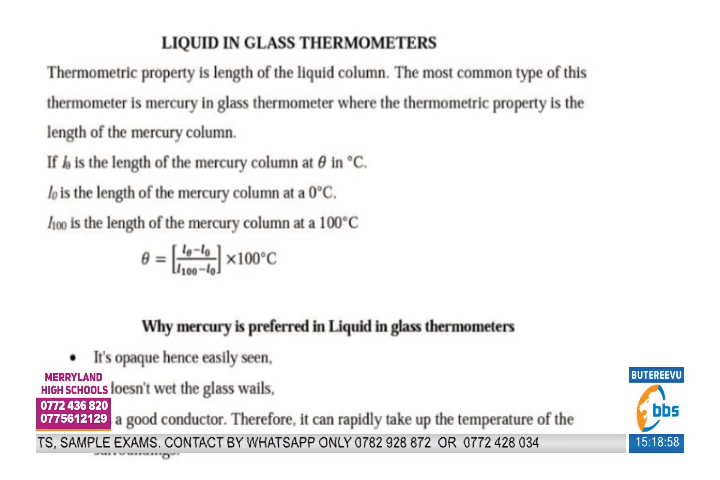 LIQUID IN GLASS THERMOMETERS
Thermometric property is length of the liquid column. The most common type of this
thermometer is mercury in glass thermometer where the thermometric property is the
length of the mercury column.
If lθ is the length of the mercury column at θ in °C.
l0 is the length of the mercury column at a 0°C.
l100 is the length of the mercury column at a 100°C
θ = [lθ−l0 / l100−l0] ×100°C
Why mercury is preferred in Liquid in glass thermometers
• It's opaque hence easily seen,
loesn't wet the glass wails,
a good conductor. Therefore, it can rapidly take up the temperature of the
MERRYLAND
HIGH SCHOOLS
0772 436 820
0775612129
BUTEREEVU
bbs
TS, SAMPLE EXAMS. CONTACT BY WHATSAPP ONLY 0782 928 872 OR 0772 428 034
15:18:58